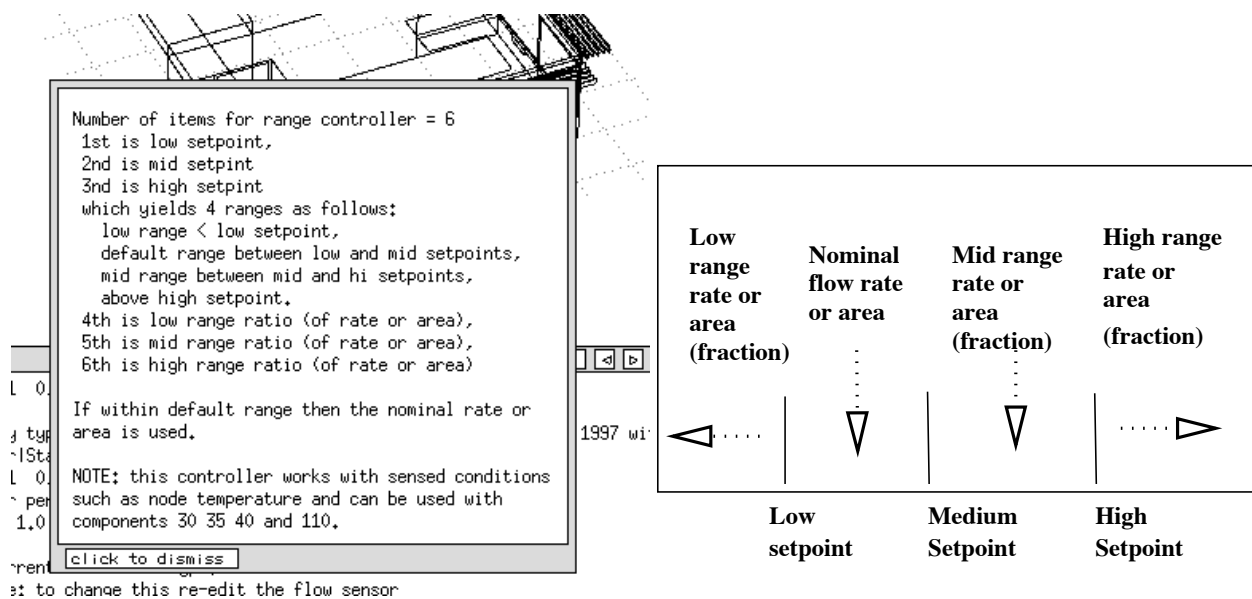 Number of items for range controller = 6
1st is low setpoint,
2nd is mid setpint
3nd is high setpint
which yields 4 ranges as follows:
low range < low setpoint,
default range between low and mid setpoints,
mid range between mid and hi setpoints,
above high setpoint.
4th is low range ratio (of rate or area),
5th is mid range ratio (of rate or area),
6th is high range ratio (of rate or area)
If within default range then the nominal rate or
area is used.
NOTE: this controller works with sensed conditions
such as node temperature and can be used with
components 30 35 40 and 110.
click to dismiss
1997
1.0
to change this re-edit the flow sensor
Low
range
rate or
area
(fraction)
Nominal
flow rate
or area
Mid range
rate or
area
(fraction)
High range
rate or
area
(fraction)
Low
setpoint
Medium
Setpoint
High
Setpoint